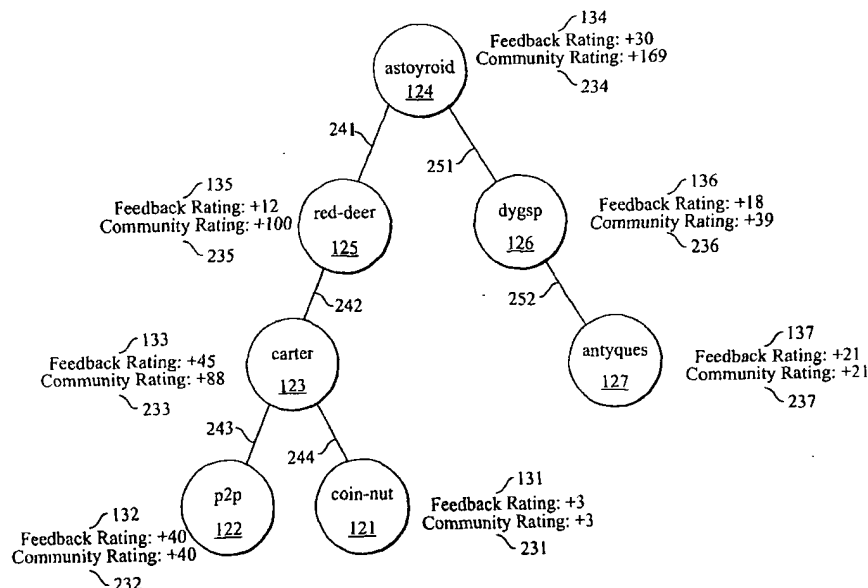 134
Feedback Rating: +30
Community Rating: +169
234
astoyroid
124
241
251
135
Feedback Rating: +12
Community Rating: +100
235
red-deer
125
dygsp
126
136
Feedback Rating: +18
Community Rating: +39
236
242
252
133
Feedback Rating: +45
Community Rating: +88
233
carter
123
antyques
127
137
Feedback Rating: +21
Community Rating: +21
237
243
244
132
Feedback Rating: +40
Community Rating: +40
232
p2p
122
coin-nut
121
131
Feedback Rating: +3
Community Rating: +3
231